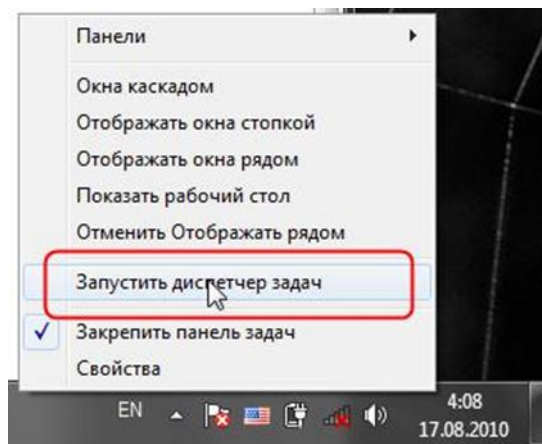 Панели
Окна каскадом
Отображать окна стопкой
Отображать окна рядом
Показать рабочий стол
Отменить Отображать рядом
Запустить диспетчер задач
Закрепить панель задач
Свойства
EN
4:08
17.08.2010